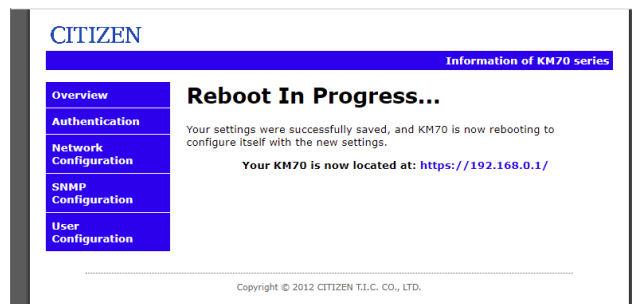 CITIZEN
Information of KM70 series
Overview
Authentication
Network
Configuration
SNMP
Configuration
User
Configuration
Reboot In Progress...
Your settings were successfully saved, and KM70 is now rebooting to
configure itself with the new settings.
Your KM70 is now located at: https://192.168.0.1/
Copyright © 2012 CITIZEN T.I.C. CO., LTD.